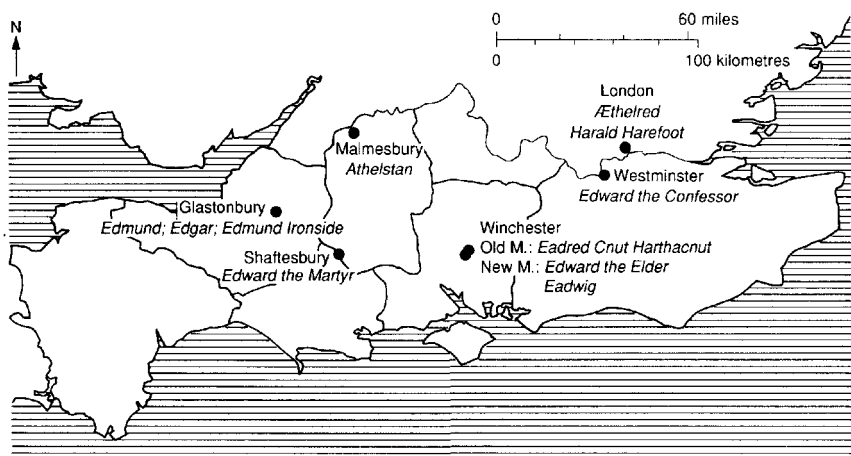 N
0 60 miles
0 100 kilometres
London
Æthelred
Harald Harefoot
Malmesbury
Athelstan
Westminster
Edward the Confessor
Glastonbury
Edmund; Edgar; Edmund Ironside
Shaftesbury
Edward the Martyr
Winchester
Old M.: Eadred Cnut Harthacnut
New M.: Edward the Elder
Eadwig